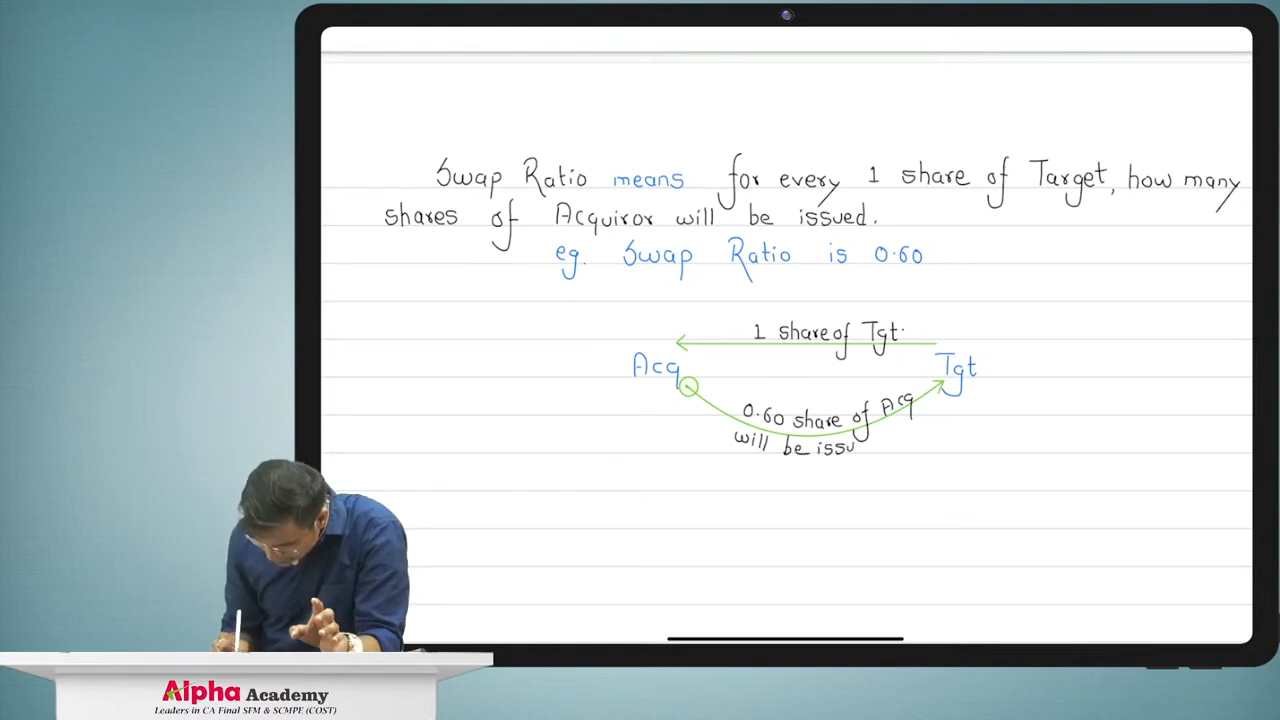 Swap Ratio means for every 1 share of Target, how many
shares of Acquiror will be issued.
eg. Swap Ratio is 0.60
1 share of Tgt.
Acq Tgt
0.60 share of Acq
will be issu
Alpha Academy
Leaders in CA Final SFM & SCMPE (COST)